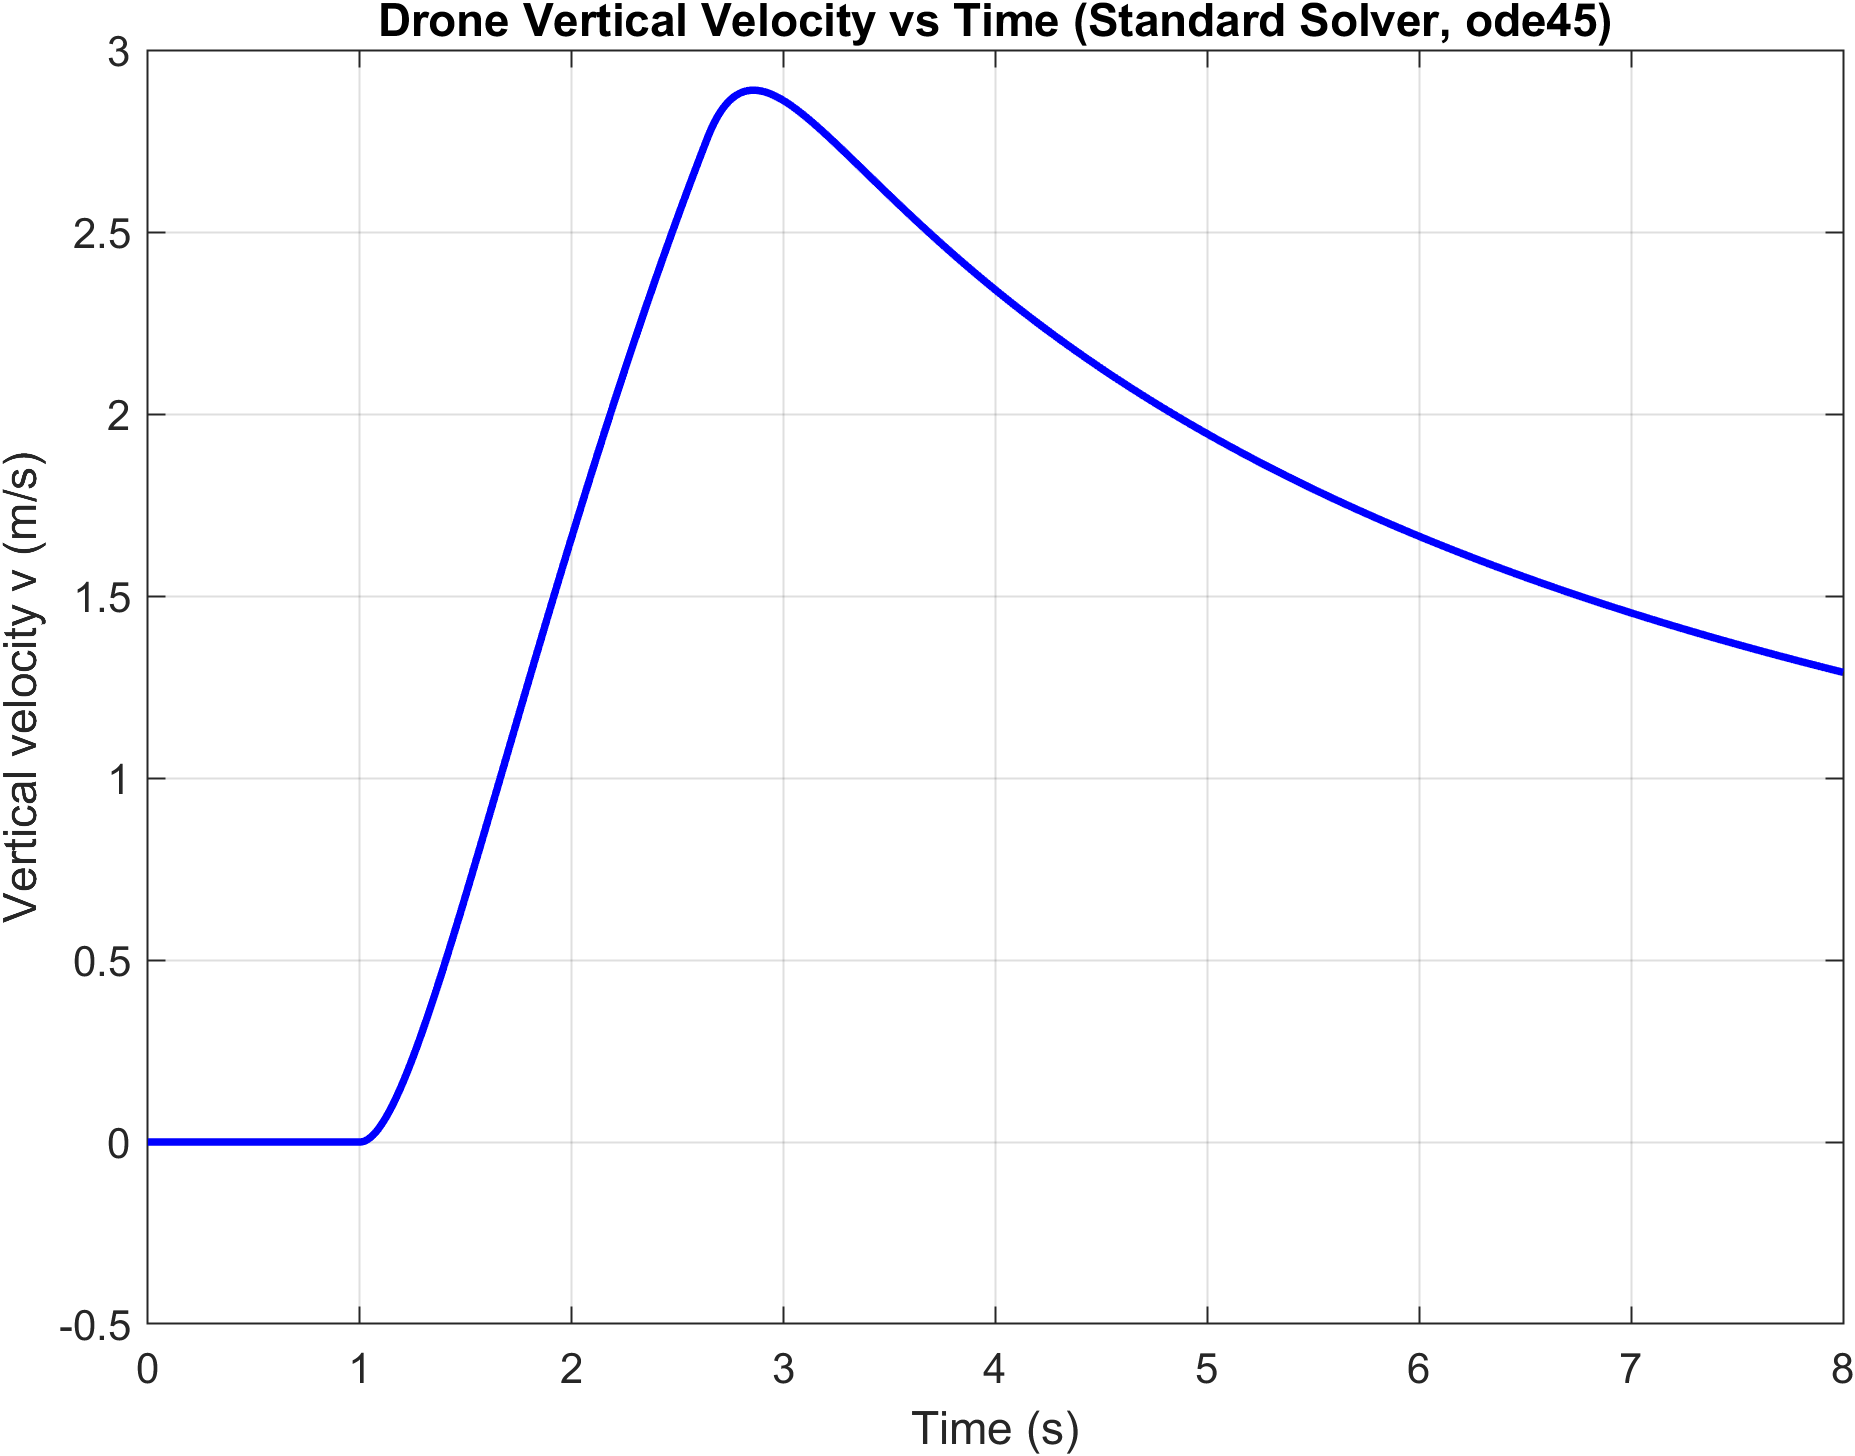 Drone Vertical Velocity vs Time (Standard Solver, ode45)
3
2.5
2
1.5
1
0.5
0
-0.5
Vertical velocity v (m/s)
0 1 2 3 4 5 6 7 8
Time (s)